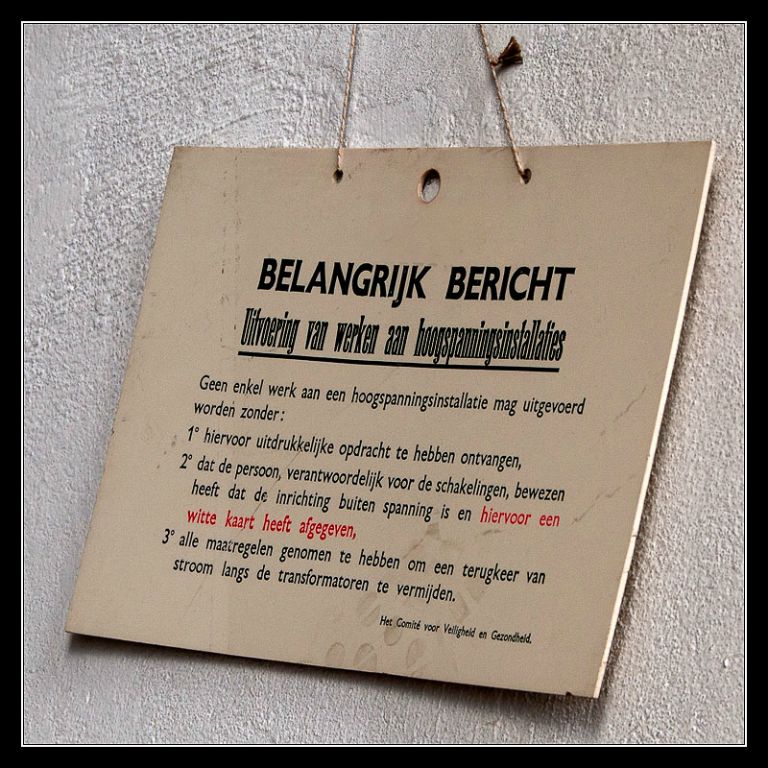 BELANGRIJK BERICHT
Uitvoering van werken aan hoogspanningsinstallaties
Geen enkel werk aan een hoogspanningsinstallatie mag uitgevoerd
worden zonder:
1° hiervoor uitdrukkelijke opdracht te hebben ontvangen,
2° dat de persoon, verantwoordelijk voor de schakelingen, bewezen
heeft dat de inrichting buiten spanning is en hiervoor een
witte kaart heeft afgegeven,
3° alle maatregelen genomen te hebben om een terugkeer van
stroom langs de transformatoren te vermijden.
Het Comité voor Veiligheid en Gezondheid.